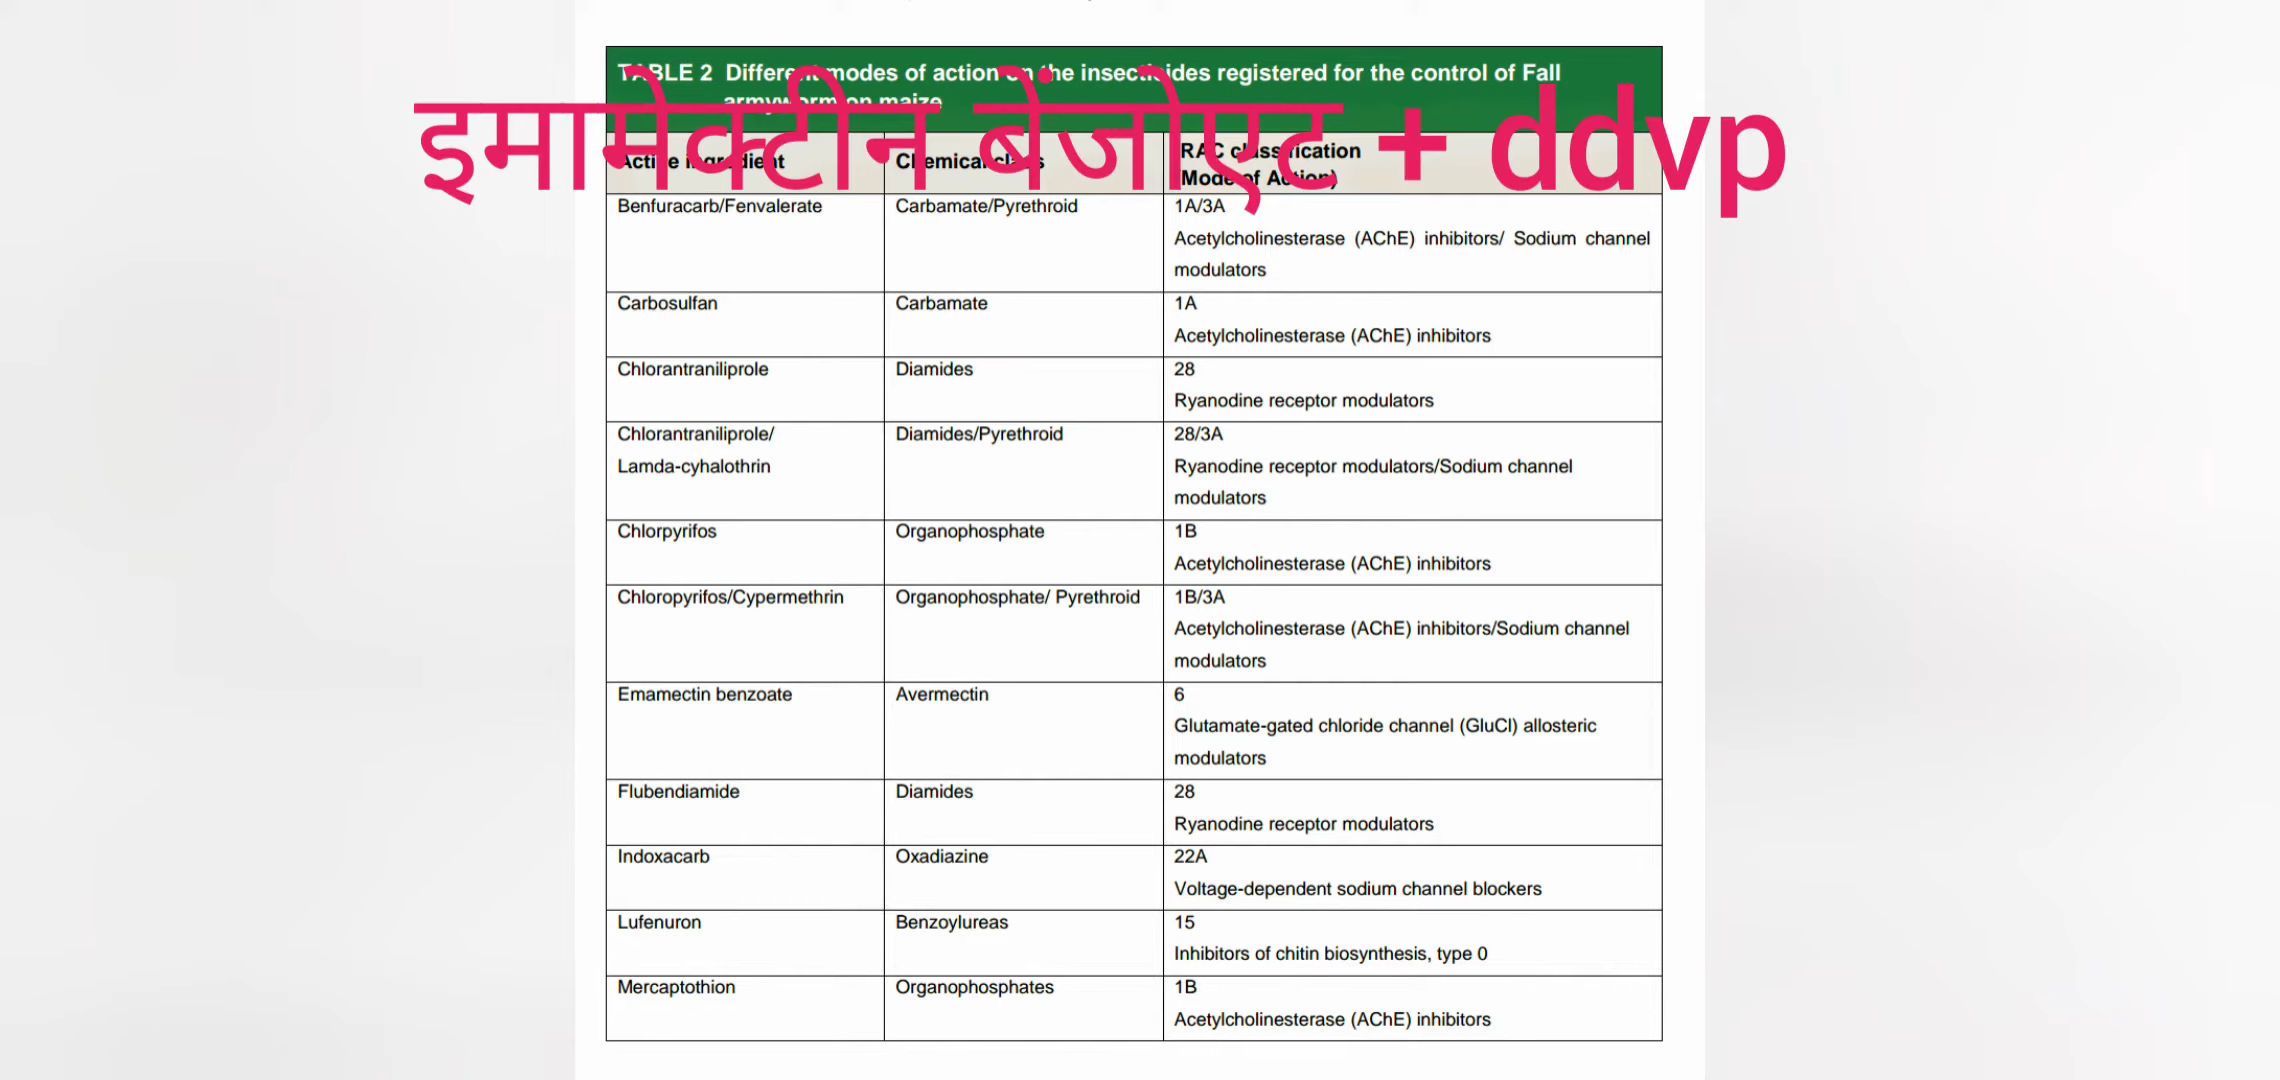 TABLE 2 Different modes of action on the insecticides registered for the control of Fall
armyworm on maize
इमामेक्टीन बेंजोएट + ddvp
Active ingredient
Chemical class
RAC classification
Mode of Action)
Benfuracarb/Fenvalerate
Carbamate/Pyrethroid
1A/3A
Acetylcholinesterase (AChE) inhibitors/ Sodium channel
modulators
Carbosulfan
Carbamate
1A
Acetylcholinesterase (AChE) inhibitors
Chlorantraniliprole
Diamides
28
Ryanodine receptor modulators
Chlorantraniliprole/
Lamda-cyhalothrin
Diamides/Pyrethroid
28/3A
Ryanodine receptor modulators/Sodium channel
modulators
Chlorpyrifos
Organophosphate
1B
Acetylcholinesterase (AChE) inhibitors
Chloropyrifos/Cypermethrin
Organophosphate/ Pyrethroid
1B/3A
Acetylcholinesterase (AChE) inhibitors/Sodium channel
modulators
Emamectin benzoate
Avermectin
6
Glutamate-gated chloride channel (GluCl) allosteric
modulators
Flubendiamide
Diamides
28
Ryanodine receptor modulators
Indoxacarb
Oxadiazine
22A
Voltage-dependent sodium channel blockers
Lufenuron
Benzoylureas
15
Inhibitors of chitin biosynthesis, type 0
Mercaptothion
Organophosphates
1B
Acetylcholinesterase (AChE) inhibitors